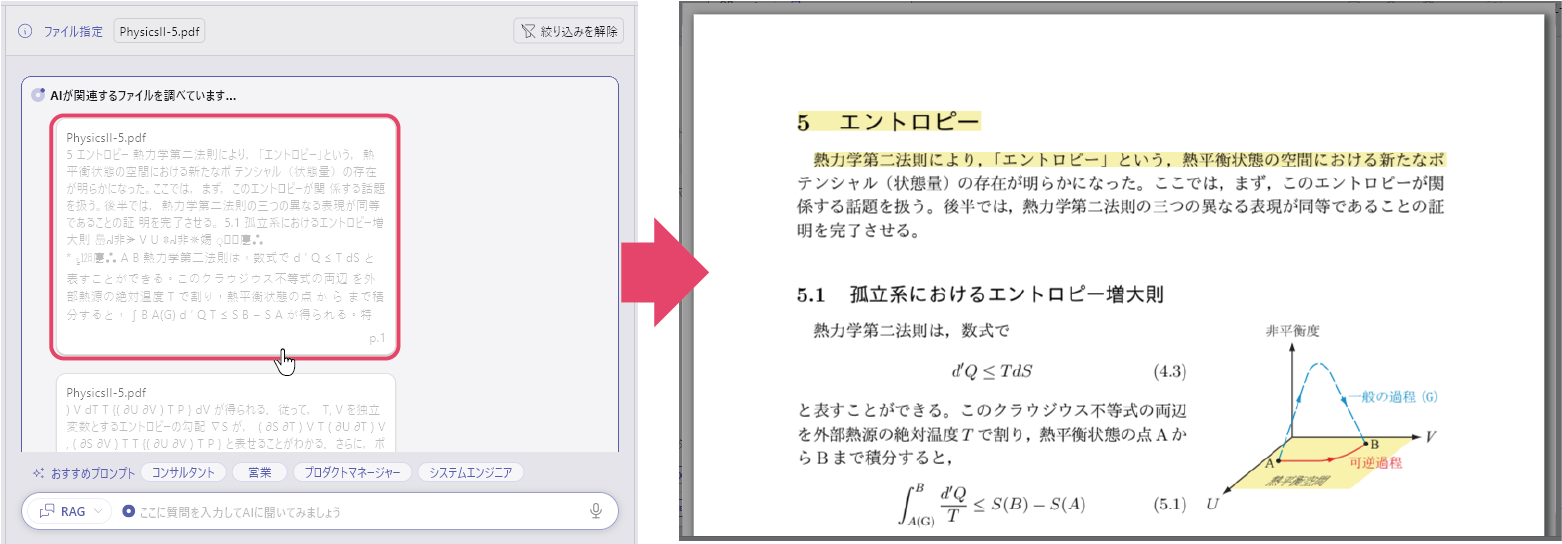 ファイル指定 PhysicsII-5.pdf 絞り込みを解除
AIが関連するファイルを調べています...
PhysicsII-5.pdf
5 エントロピー 熱力学第二法則により、「エントロピー」という、 熱
平衡状態の空間における新たなポ テンシャル（状態量）の存在
が明らかになった。ここでは、まず、このエントロピーが関 係する話題
を扱う。後半では、 熱力学第二法則の三つの異なる表現が同等
であることの証 明を完了させる。 5.1 孤立系におけるエントロピー増
大則
A B 熱力学第二法則は，数式で d ′ Q ≤ T dS と
表すことができる。このクラウジウス不等式の両辺 を外
部熱源の絶対温度 T で割り，熱平衡状態の点 か ら まで積
分すると， ∫ B A(G) d ′ Q T ≤ S B − S A が得られる。特
p.1
PhysicsII-5.pdf
) V dT T {( ∂U ∂V ) T P } dV が得られる。従って、 T, V を独立
変数とするエントロピーの勾配 ∇S が、 ( ∂S ∂T ) V T ( ∂U ∂T ) V
, ( ∂S ∂V ) T T {( ∂U ∂V ) T P } と表せることがわかる。さらに、ボ
おすすめプロンプト コンサルタント 営業 プロダクトマネージャー システムエンジニア
RAG ここに質問を入力してAIに聞いてみましょう
5 エントロピー
熱力学第二法則により，「エントロピー」という，熱平衡状態の空間における新たなポ
テンシャル（状態量）の存在が明らかになった。ここでは，まず，このエントロピーが関
係する話題を扱う。後半では，熱力学第二法則の三つの異なる表現が同等であることの証
明を完了させる。
5.1 孤立系におけるエントロピー増大則
熱力学第二法則は，数式で
d′Q ≤ TdS (4.3)
と表すことができる。このクラウジウス不等式の両辺
を外部熱源の絶対温度 T で割り，熱平衡状態の点 A か
ら B まで積分すると，
∫_{A(G)}^{B} d′Q/T ≤ S(B) − S(A) (5.1)
非平衡度
一般の過程 (G)
V
B
A
可逆過程
熱平衡空間
U